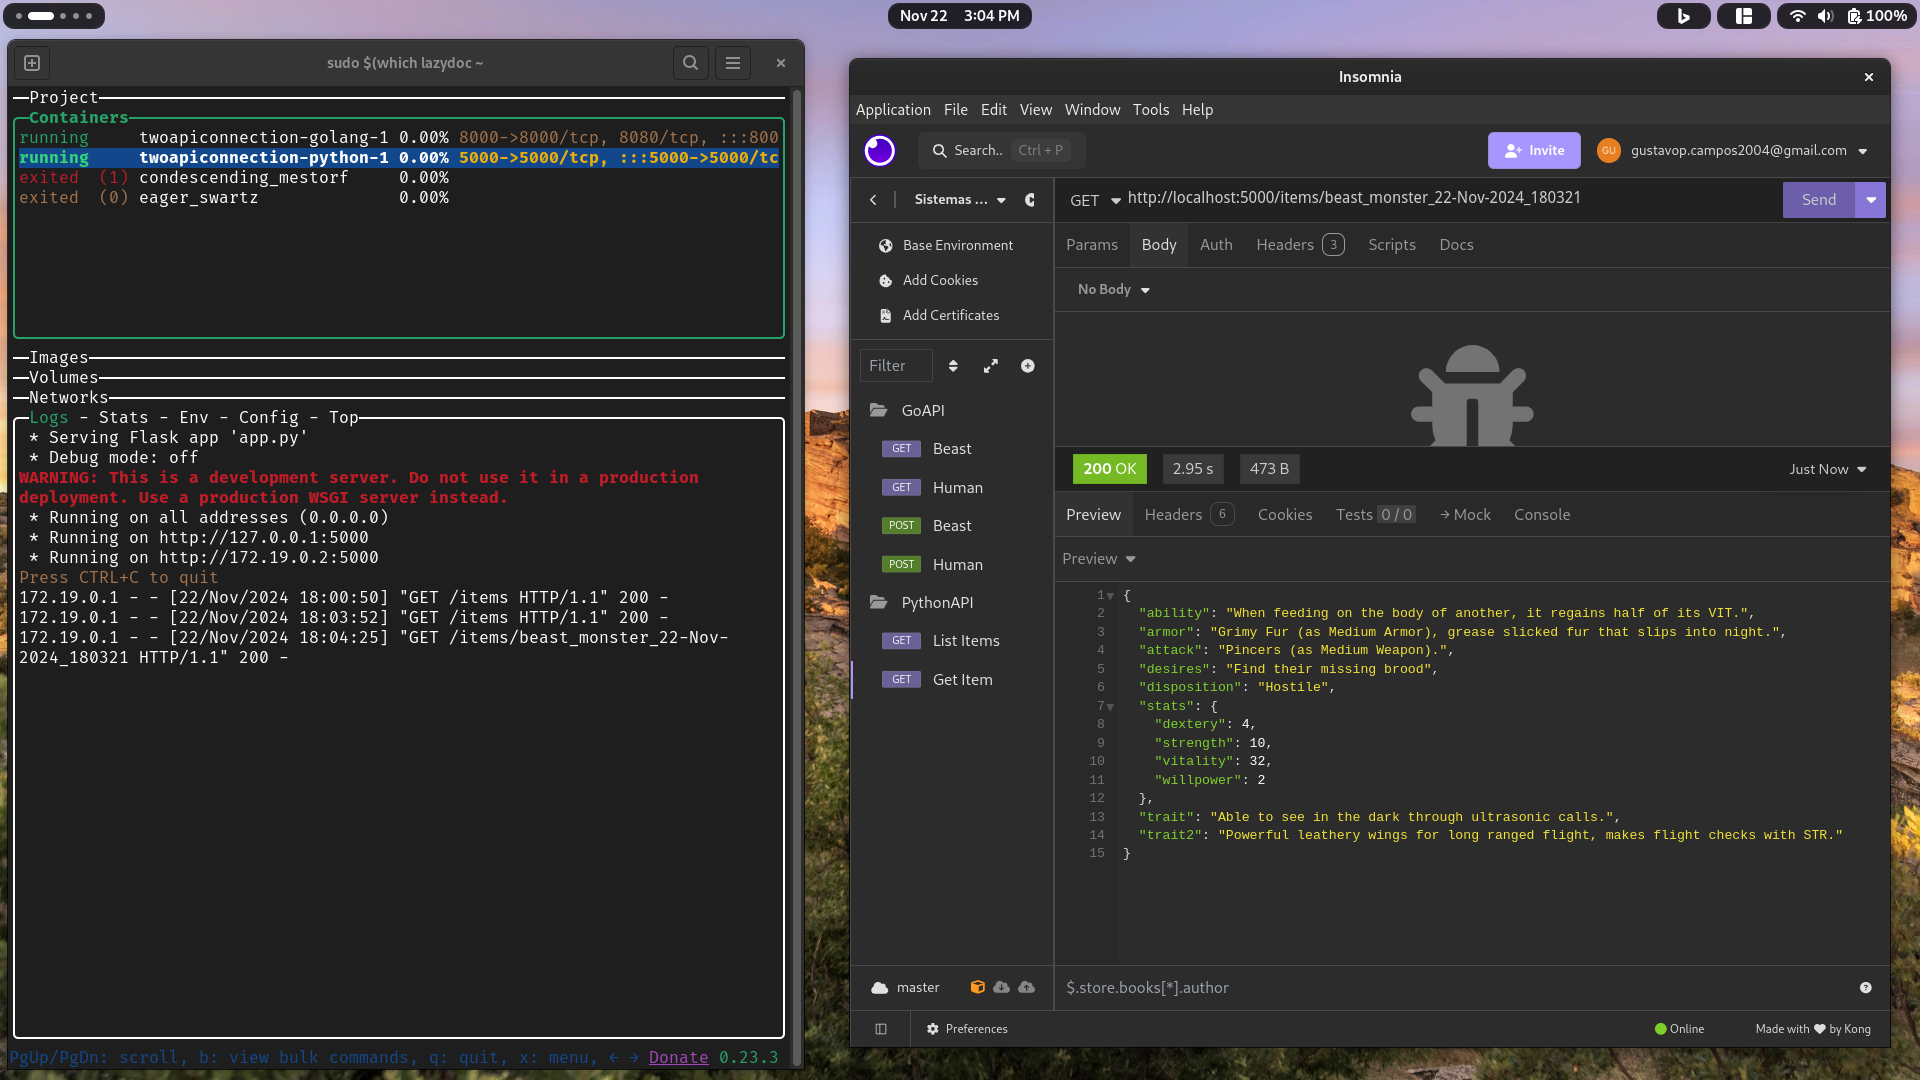 Nov 22 3:04 PM
100%
sudo $(which lazydoc ~
Project
Containers
running twoapiconnection-golang-1 0.00% 8000->8000/tcp, 8080/tcp, :::800
running twoapiconnection-python-1 0.00% 5000->5000/tcp, :::5000->5000/tc
exited (1) condescending_mestorf 0.00%
exited (0) eager_swartz 0.00%
Images
Volumes
Networks
Logs - Stats - Env - Config - Top
* Serving Flask app 'app.py'
* Debug mode: off
WARNING: This is a development server. Do not use it in a production
deployment. Use a production WSGI server instead.
* Running on all addresses (0.0.0.0)
* Running on http://127.0.0.1:5000
* Running on http://172.19.0.2:5000
Press CTRL+C to quit
172.19.0.1 - - [22/Nov/2024 18:00:50] "GET /items HTTP/1.1" 200 -
172.19.0.1 - - [22/Nov/2024 18:03:52] "GET /items HTTP/1.1" 200 -
172.19.0.1 - - [22/Nov/2024 18:04:25] "GET /items/beast_monster_22-Nov-
2024_180321 HTTP/1.1" 200 -
PgUp/PgDn: scroll, b: view bulk commands, q: quit, x: menu, ← → Donate 0.23.3
Insomnia
Application File Edit View Window Tools Help
Search.. Ctrl + P
Invite
GU gustavop.campos2004@gmail.com
Sistemas ...
Base Environment
Add Cookies
Add Certificates
Filter
GoAPI
GET Beast
GET Human
POST Beast
POST Human
PythonAPI
GET List Items
GET Get Item
master
Preferences
GET http://localhost:5000/items/beast_monster_22-Nov-2024_180321
Send
Params Body Auth Headers 3 Scripts Docs
No Body
200 OK 2.95 s 473 B Just Now
Preview Headers 6 Cookies Tests 0 / 0 → Mock Console
Preview
1 {
2 "ability": "When feeding on the body of another, it regains half of its VIT.",
3 "armor": "Grimy Fur (as Medium Armor), grease slicked fur that slips into night.",
4 "attack": "Pincers (as Medium Weapon).",
5 "desires": "Find their missing brood",
6 "disposition": "Hostile",
7 "stats": {
8 "dextery": 4,
9 "strength": 10,
10 "vitality": 32,
11 "willpower": 2
12 },
13 "trait": "Able to see in the dark through ultrasonic calls.",
14 "trait2": "Powerful leathery wings for long ranged flight, makes flight checks with STR."
15 }
$.store.books[*].author
Online
Made with ♥ by Kong